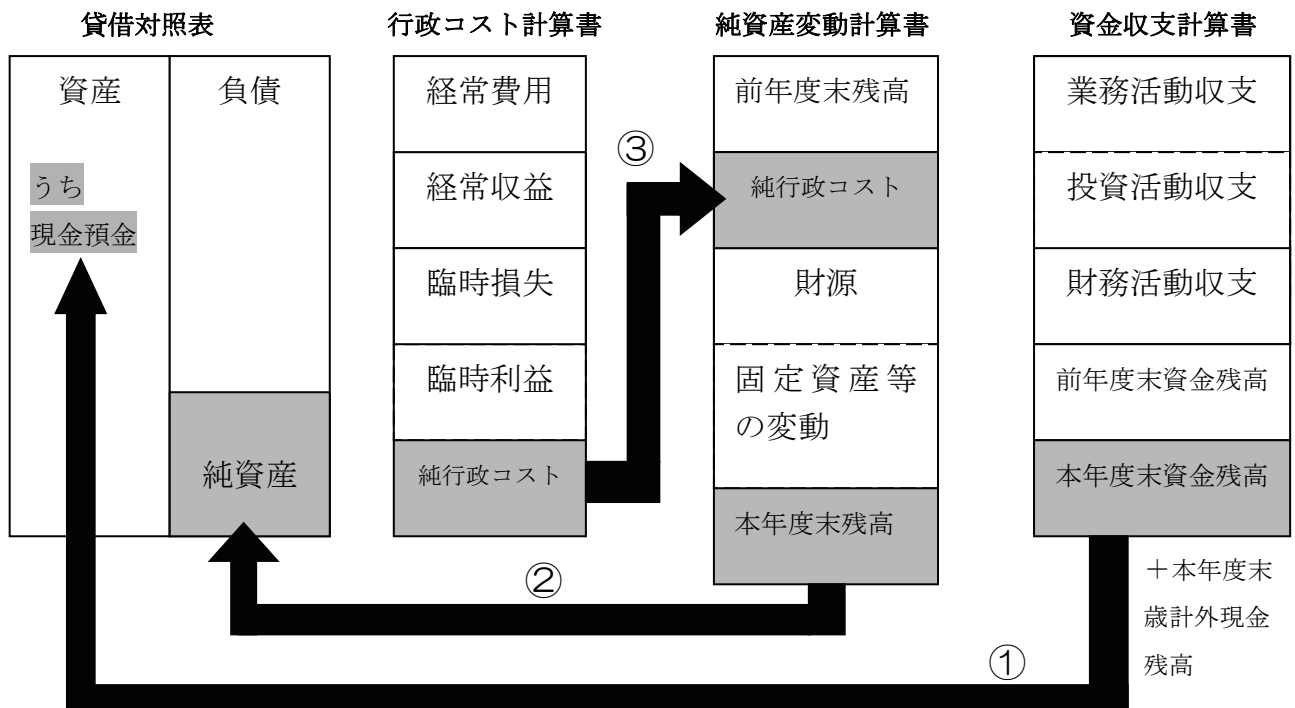 貸借対照表
資産
負債
うち
現金預金
純資産
行政コスト計算書
経常費用
経常収益
臨時損失
臨時利益
純行政コスト
③
純資産変動計算書
前年度末残高
純行政コスト
財源
固定資産等
の変動
本年度末残高
②
資金収支計算書
業務活動収支
投資活動収支
財務活動収支
前年度末資金残高
本年度末資金残高
＋本年度末
歳計外現金
残高
①